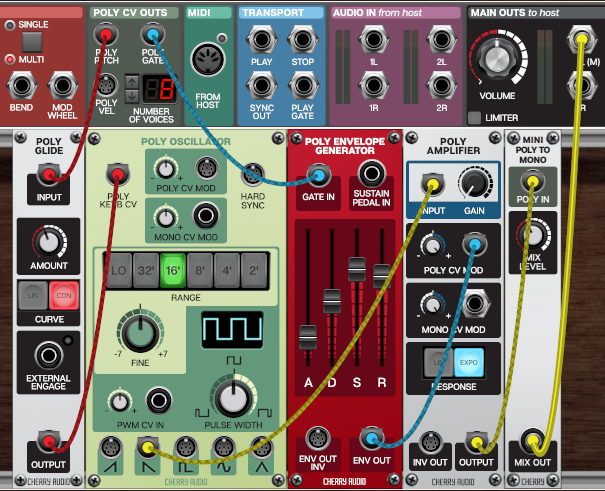 SINGLE
MULTI
BEND
MOD
WHEEL
POLY CV OUTS
POLY
PITCH
POLY
GATE
POLY
VEL
8
NUMBER
OF VOICES
MIDI
FROM
HOST
TRANSPORT
PLAY
STOP
SYNC
OUT
PLAY
GATE
AUDIO IN from host
1L
2L
1R
2R
MAIN OUTS to host
VOLUME
LIMITER
(M)
R
POLY
GLIDE
INPUT
AMOUNT
LIN
CON
CURVE
EXTERNAL
ENGAGE
OUTPUT
CHERRY AUDIO
POLY OSCILLATOR
POLY
KEYB CV
POLY CV MOD
HARD
SYNC
MONO CV MOD
LO
32'
16'
8'
4'
2'
RANGE
-7
+7
FINE
PWM CV IN
PULSE WIDTH
CHERRY AUDIO
POLY ENVELOPE
GENERATOR
GATE IN
SUSTAIN
PEDAL IN
A
D
S
R
ENV OUT
INV
ENV OUT
CHERRY AUDIO
POLY
AMPLIFIER
INPUT
GAIN
POLY CV MOD
MONO CV MOD
LIN
EXPO
RESPONSE
INV OUT
OUTPUT
CHERRY AUDIO
MINI
POLY TO
MONO
POLY IN
MIX
LEVEL
MIX OUT